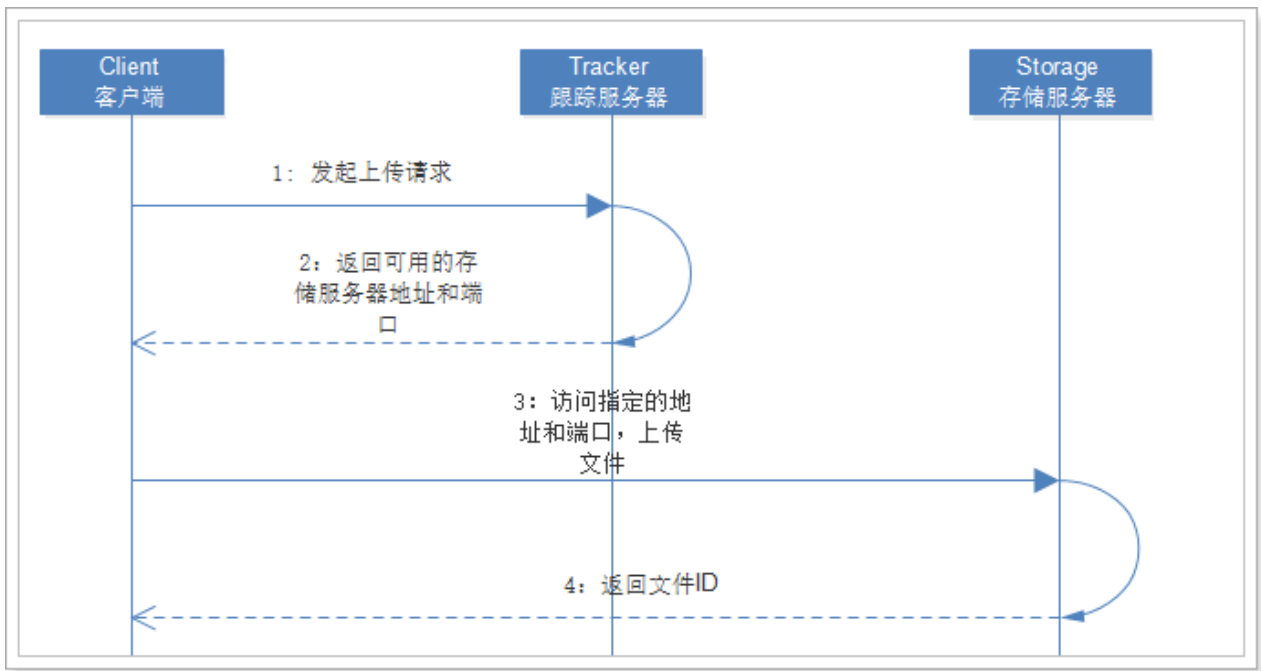 Client
客户端
Tracker
跟踪服务器
Storage
存储服务器
1: 发起上传请求
2: 返回可用的存
储服务器地址和端
口
3: 访问指定的地
址和端口，上传
文件
4: 返回文件ID